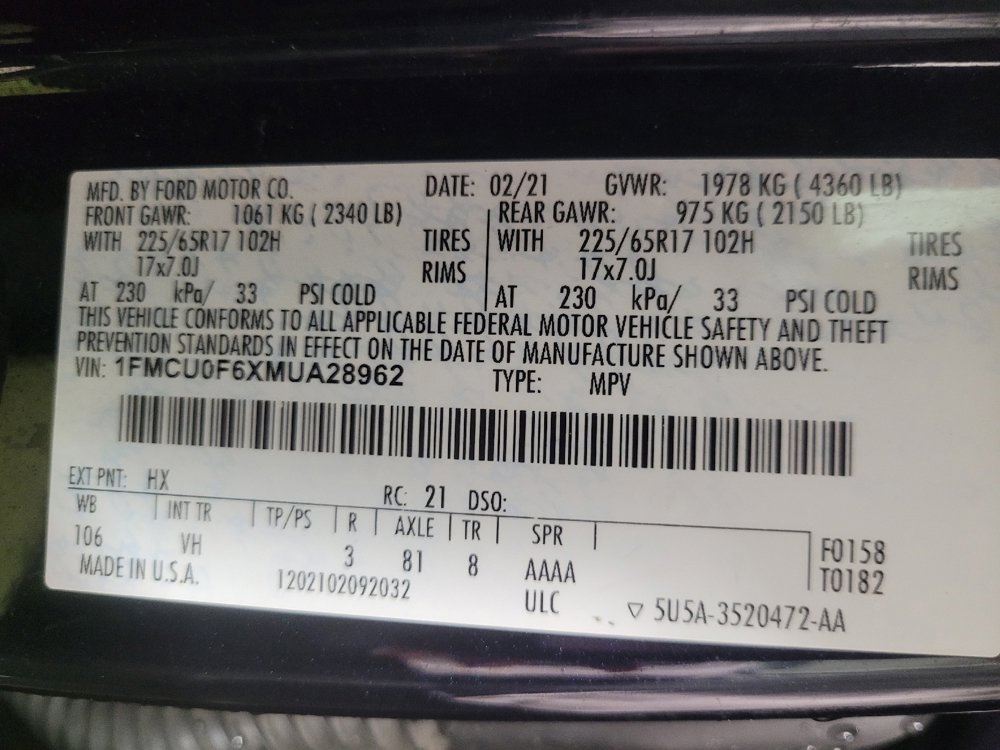 MFD. BY FORD MOTOR CO. DATE: 02/21 GVWR: 1978 KG ( 4360 LB)
FRONT GAWR: 1061 KG ( 2340 LB) REAR GAWR: 975 KG ( 2150 LB)
WITH 225/65R17 102H TIRES WITH 225/65R17 102H TIRES
17x7.0J RIMS 17x7.0J RIMS
AT 230 kPa/ 33 PSI COLD AT 230 kPa/ 33 PSI COLD
THIS VEHICLE CONFORMS TO ALL APPLICABLE FEDERAL MOTOR VEHICLE SAFETY AND THEFT
PREVENTION STANDARDS IN EFFECT ON THE DATE OF MANUFACTURE SHOWN ABOVE.
VIN: 1FMCU0F6XMUA28962 TYPE: MPV
EXT PNT: HX RC: 21 DSO:
WB INT TR TP/PS R AXLE TR SPR
106 VH 3 81 8 AAAA F0158
MADE IN U.S.A. 1202102092032 ULC T0182
5U5A-3520472-AA